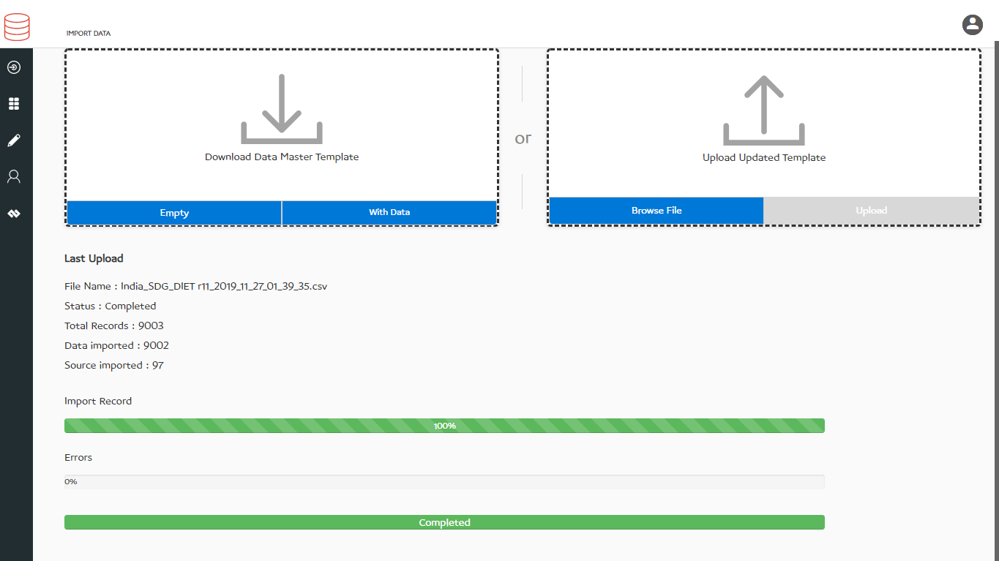 IMPORT DATA
Download Data Master Template
Empty
With Data
or
Upload Updated Template
Browse File
Upload
Last Upload
File Name : India_SDG_DIET r11_2019_11_27_01_39_35.csv
Status : Completed
Total Records : 9003
Data imported : 9002
Source imported : 97
Import Record
100%
Errors
0%
Completed